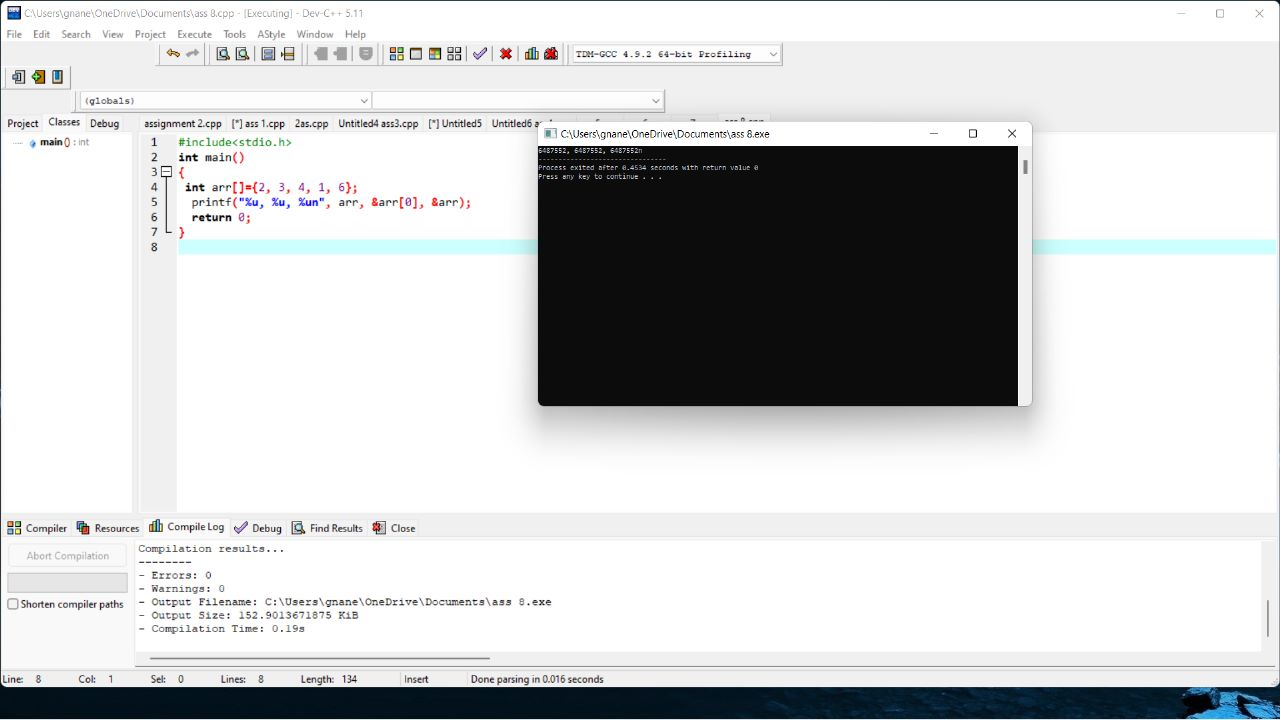 C:\Users\gnane\OneDrive\Documents\ass 8.cpp - [Executing] - Dev-C++ 5.11
File Edit Search View Project Execute Tools AStyle Window Help
TDM-GCC 4.9.2 64-bit Profiling
(globals)
Project Classes Debug
assignment 2.cpp [*] ass 1.cpp 2as.cpp Untitled4 ass3.cpp [*] Untitled5 Untitled6
main () : int
1 #include<stdio.h>
2 int main()
3 {
4 int arr[]={2, 3, 4, 1, 6};
5 printf("%u, %u, %un", arr, &arr[0], &arr);
6 return 0;
7 }
8
C:\Users\gnane\OneDrive\Documents\ass 8.exe
6487552, 6487552, 6487552n
--------------------------------
Process exited after 0.4534 seconds with return value 0
Press any key to continue . . .
Compiler Resources Compile Log Debug Find Results Close
Abort Compilation
Shorten compiler paths
Compilation results...
--------
- Errors: 0
- Warnings: 0
- Output Filename: C:\Users\gnane\OneDrive\Documents\ass 8.exe
- Output Size: 152.9013671875 KiB
- Compilation Time: 0.19s
Line: 8 Col: 1 Sel: 0 Lines: 8 Length: 134 Insert Done parsing in 0.016 seconds